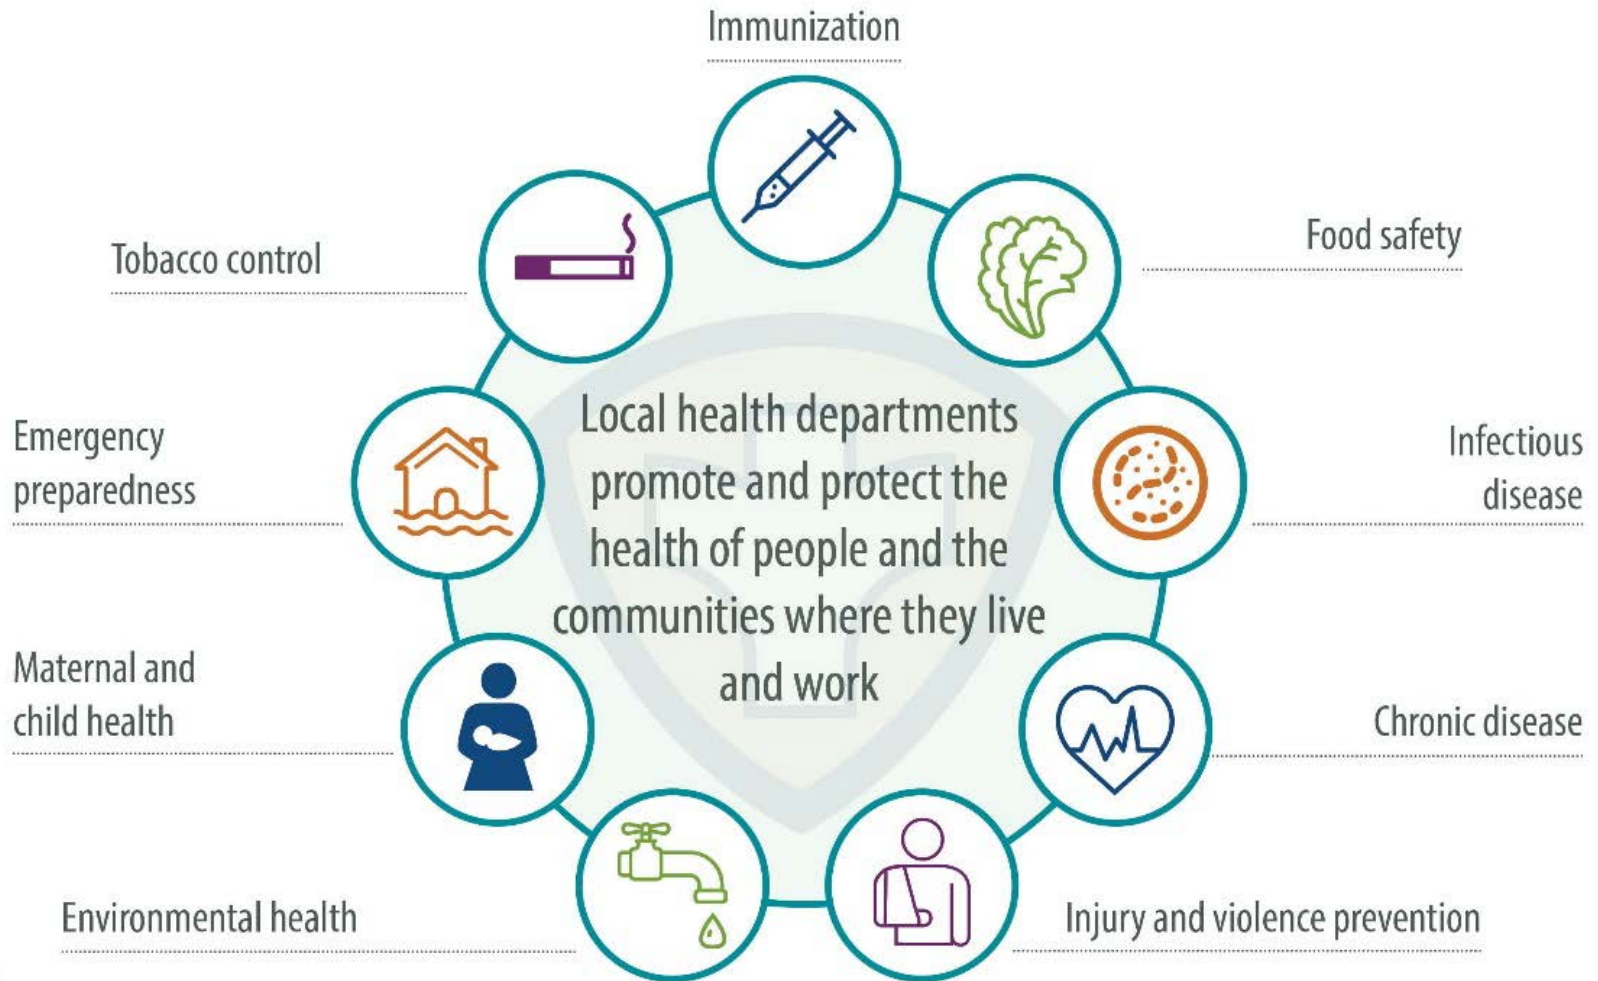 Immunization
Food safety
Infectious
disease
Chronic disease
Injury and violence prevention
Environmental health
Maternal and
child health
Emergency
preparedness
Tobacco control
Local health departments
promote and protect the
health of people and the
communities where they live
and work